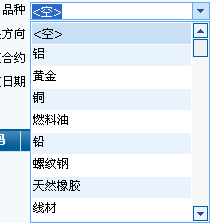 品种 <空>
方向 <空>
铝
合约
黄金
日期
铜
燃料油
码
铅
螺纹钢
天然橡胶
线材